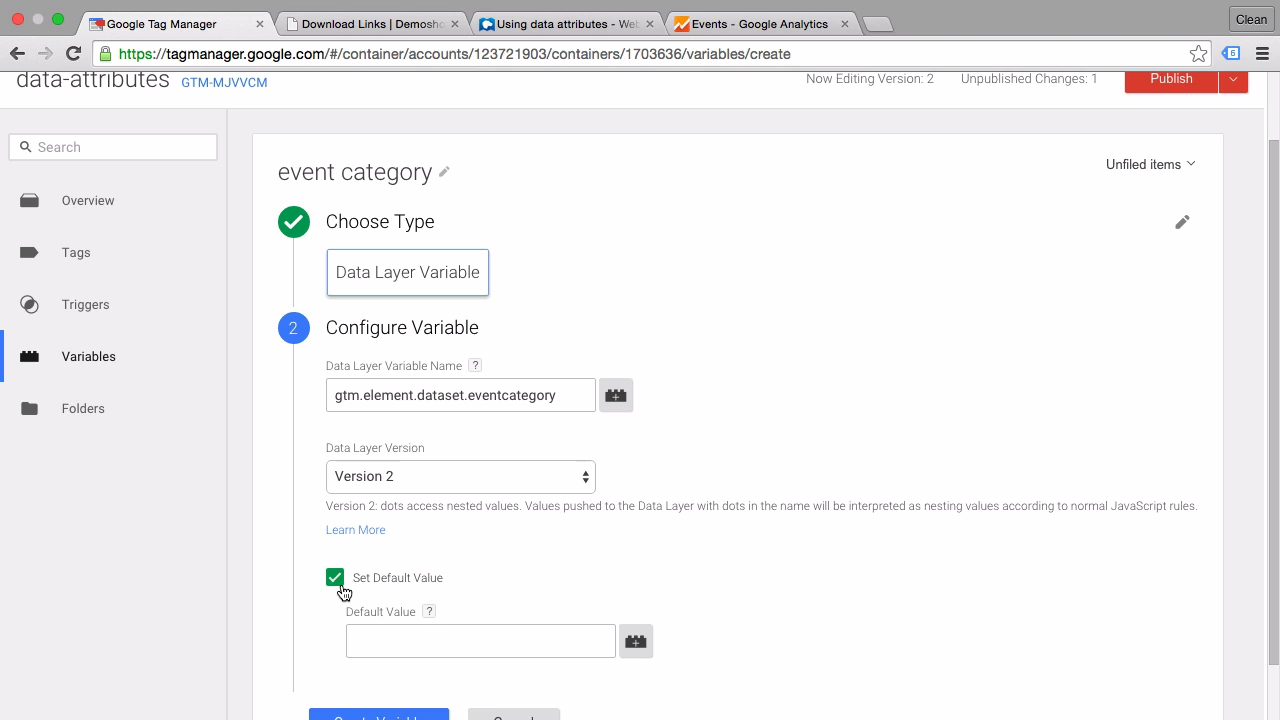 Google Tag Manager
Download Links | Demosho
Using data attributes - Web
Events - Google Analytics
Clean
https://tagmanager.google.com/#/container/accounts/123721903/containers/1703636/variables/create
6
data-attributes GTM-MJVVCM
Now Editing Version: 2 Unpublished Changes: 1 Publish
Search
Overview
Tags
Triggers
Variables
Folders
event category
Unfiled items
Choose Type
Data Layer Variable
2 Configure Variable
Data Layer Variable Name ?
gtm.element.dataset.eventcategory
Data Layer Version
Version 2
Version 2: dots access nested values. Values pushed to the Data Layer with dots in the name will be interpreted as nesting values according to normal JavaScript rules.
Learn More
Set Default Value
Default Value ?